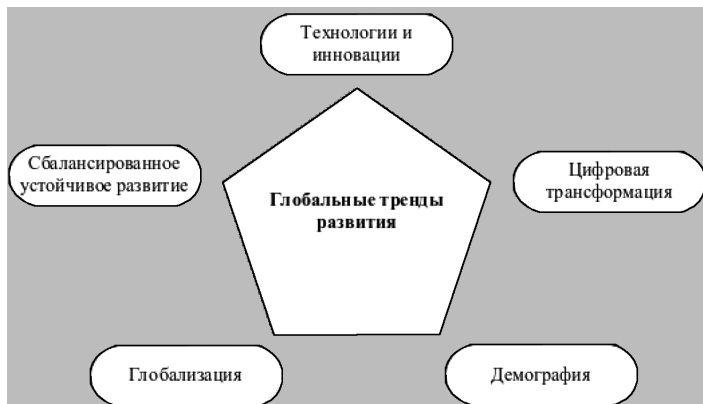 Технологии и
инновации
Сбалансированное
устойчивое развитие
Цифровая
трансформация
Глобальные тренды
развития
Глобализация
Демография